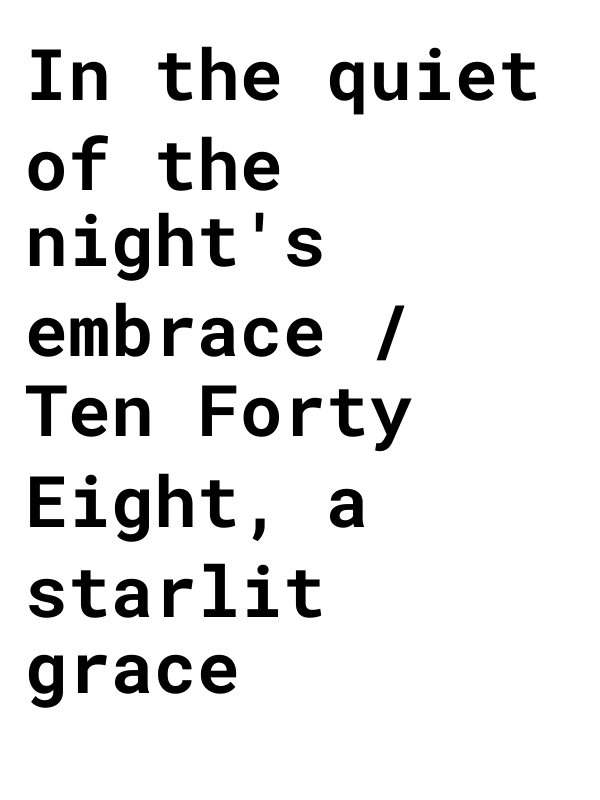 In the quiet
of the
night's
embrace /
Ten Forty
Eight, a
starlit
grace